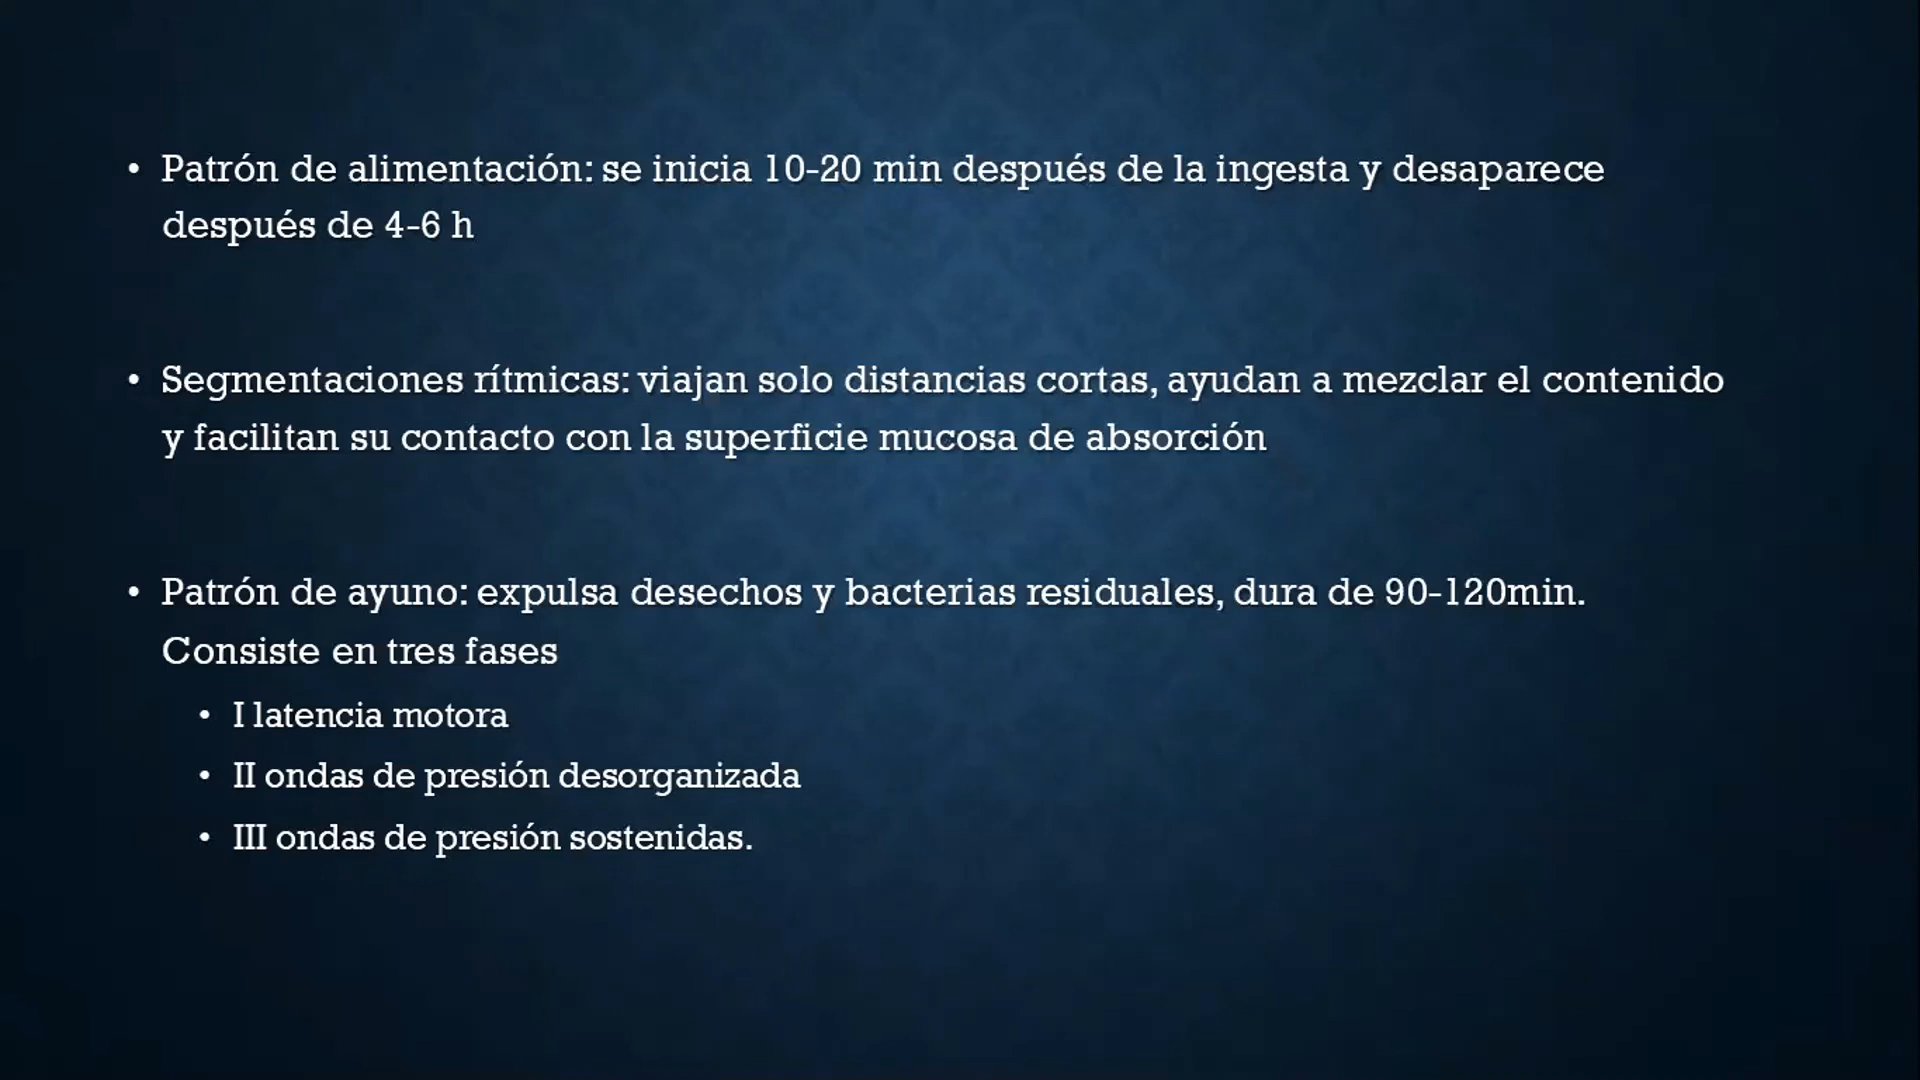 • Patrón de alimentación: se inicia 10-20 min después de la ingesta y desaparece
después de 4-6 h
• Segmentaciones rítmicas: viajan solo distancias cortas, ayudan a mezclar el contenido
y facilitan su contacto con la superficie mucosa de absorción
• Patrón de ayuno: expulsa desechos y bacterias residuales, dura de 90-120min.
Consiste en tres fases
• I latencia motora
• II ondas de presión desorganizada
• III ondas de presión sostenidas.